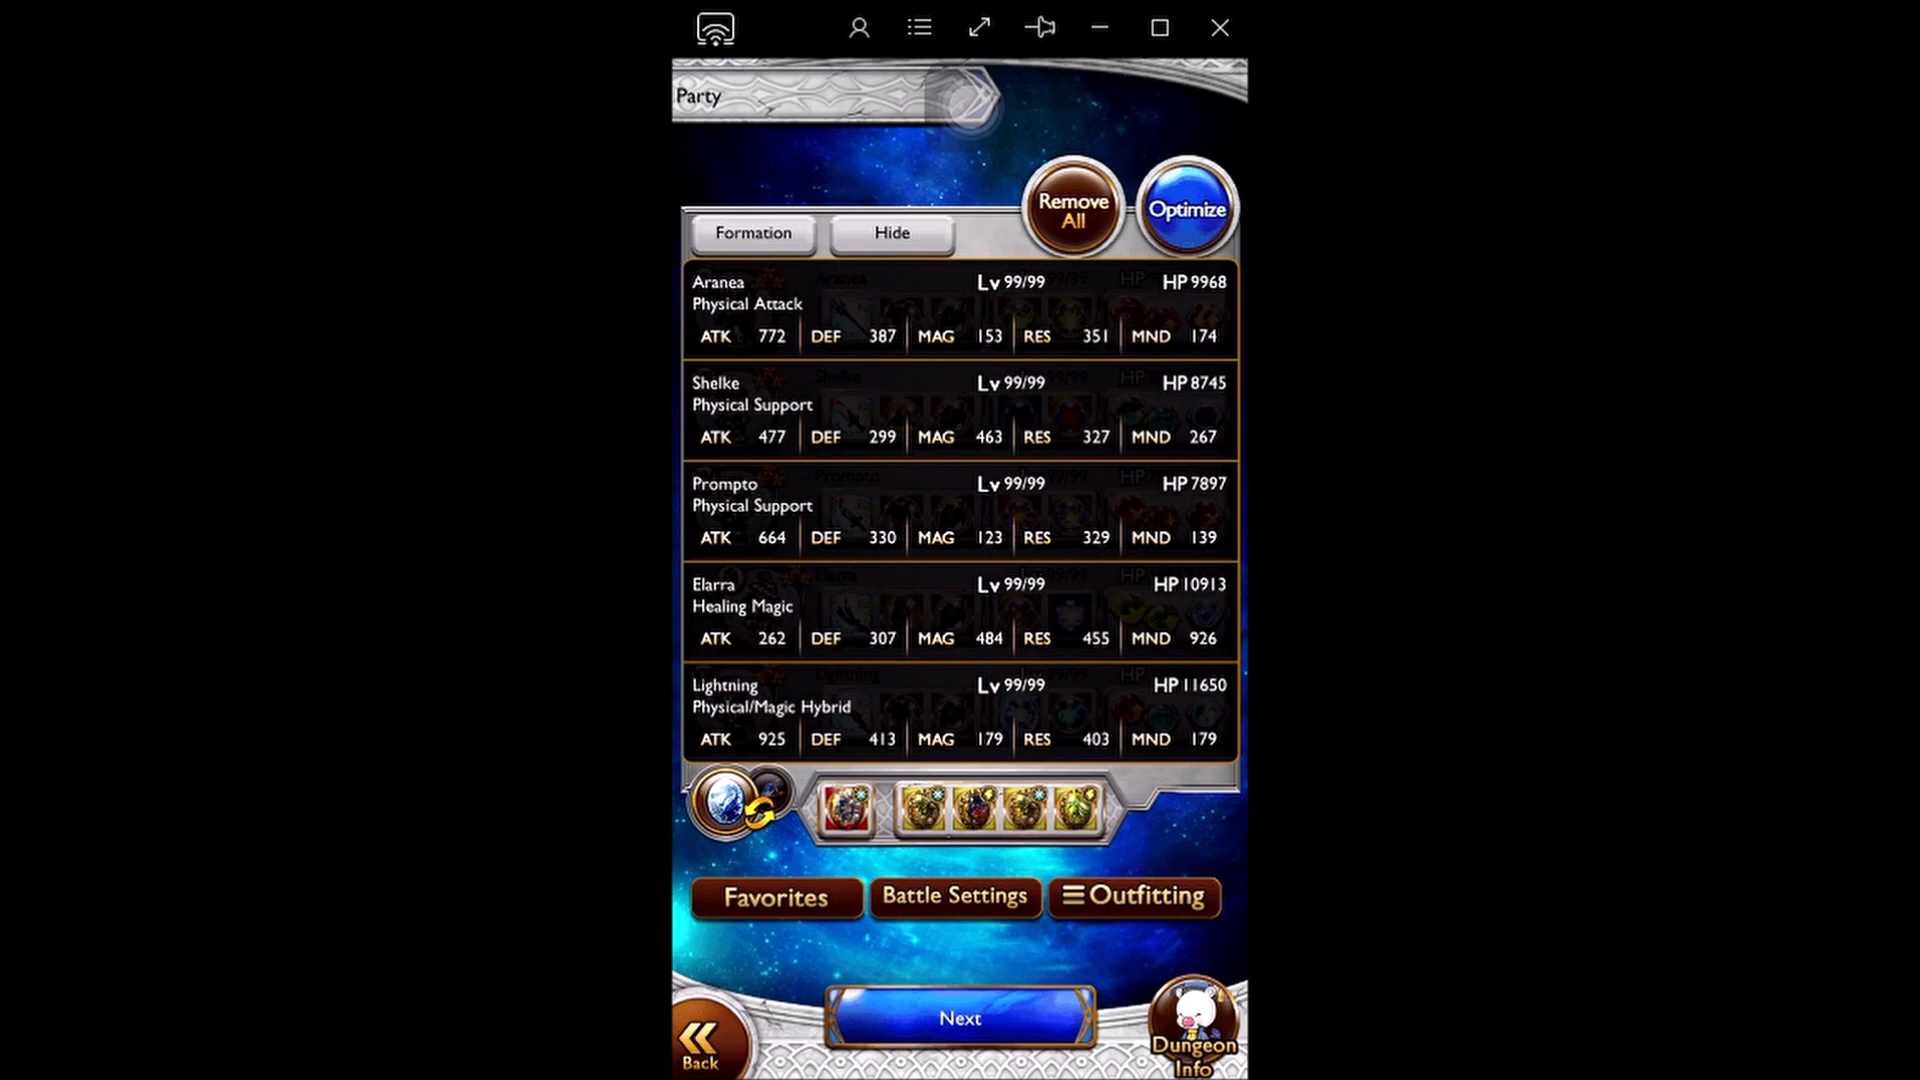 Party
Remove
All
Optimize
Formation
Hide
Aranea Lv 99/99 HP 9968
Physical Attack
ATK 772 DEF 387 MAG 153 RES 351 MND 174
Shelke Lv 99/99 HP 8745
Physical Support
ATK 477 DEF 299 MAG 463 RES 327 MND 267
Prompto Lv 99/99 HP 7897
Physical Support
ATK 664 DEF 330 MAG 123 RES 329 MND 139
Elarra Lv 99/99 HP 10913
Healing Magic
ATK 262 DEF 307 MAG 484 RES 455 MND 926
Lightning Lv 99/99 HP 11650
Physical/Magic Hybrid
ATK 925 DEF 413 MAG 179 RES 403 MND 179
Favorites
Battle Settings
Outfitting
Next
Back
Dungeon
Info